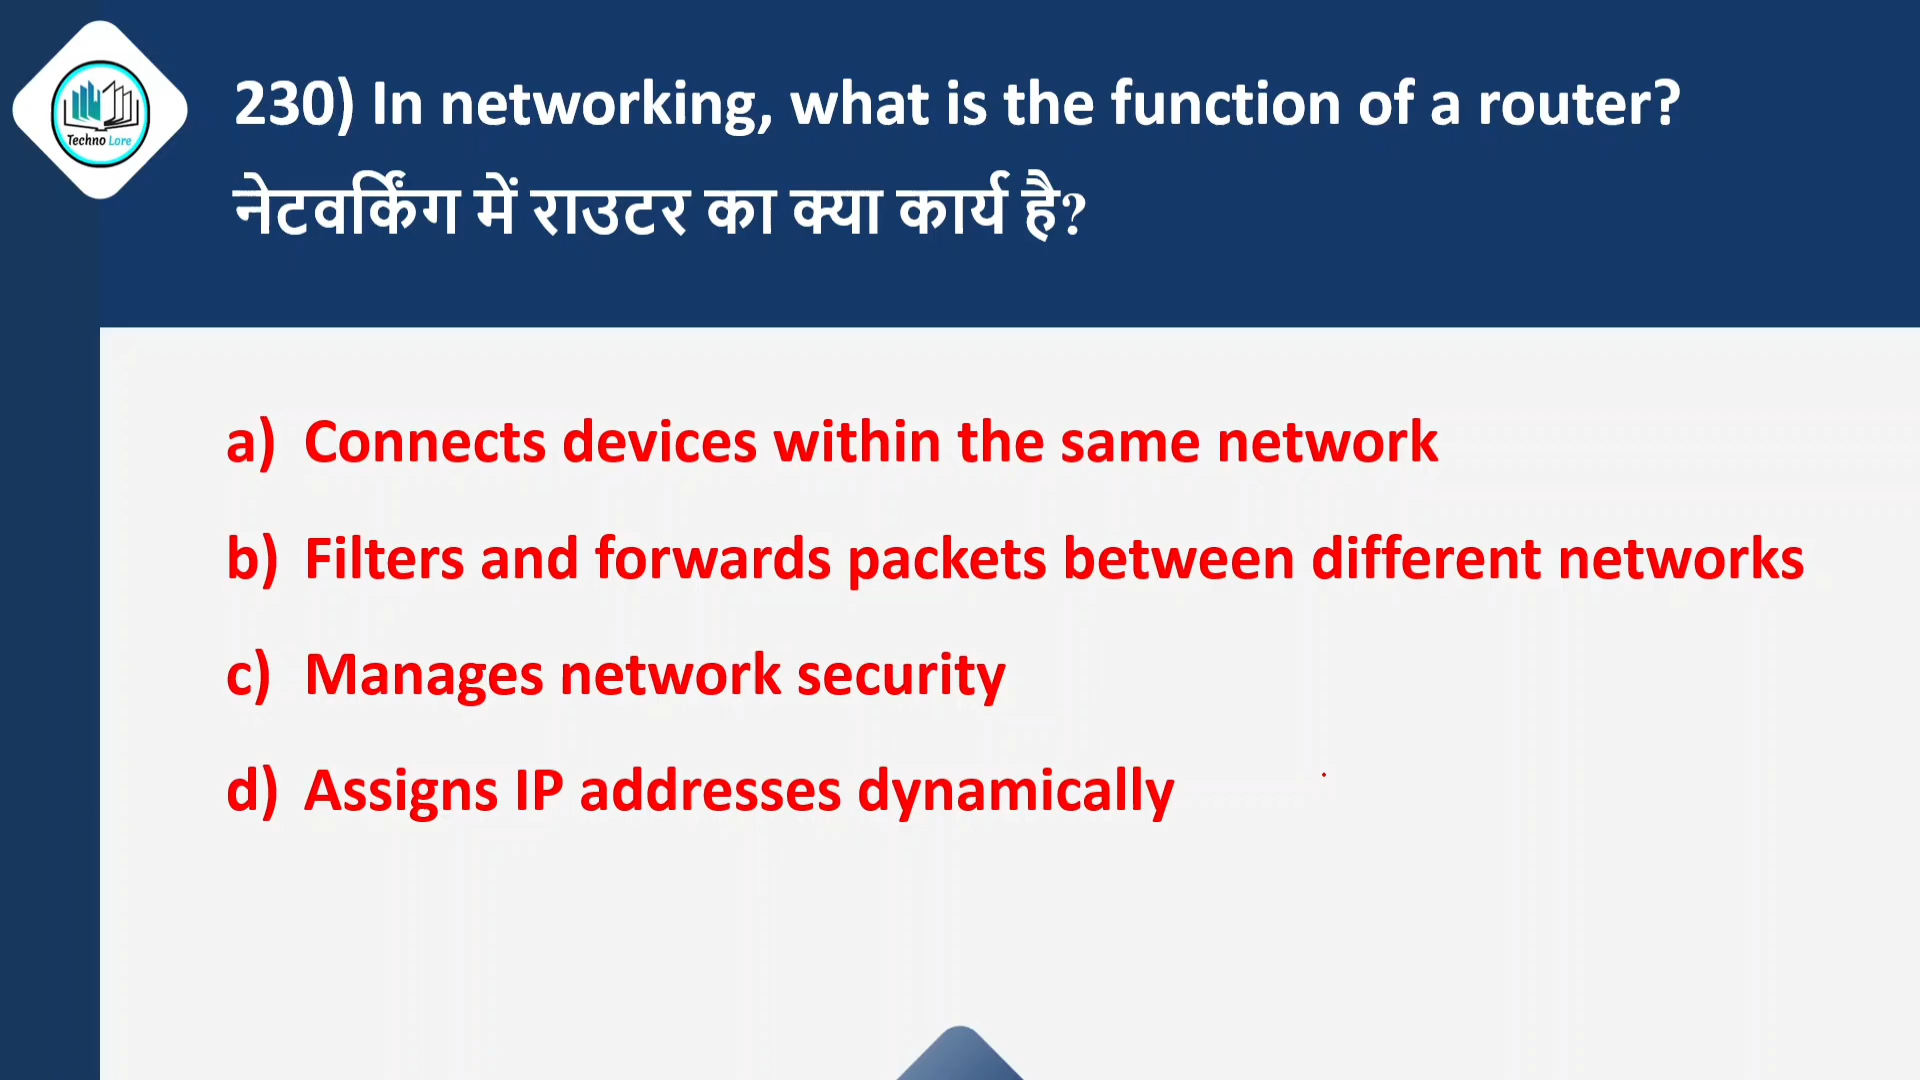 Techno Lore
230) In networking, what is the function of a router?
नेटवर्किंग में राउटर का क्या कार्य है?
a) Connects devices within the same network
b) Filters and forwards packets between different networks
c) Manages network security
d) Assigns IP addresses dynamically